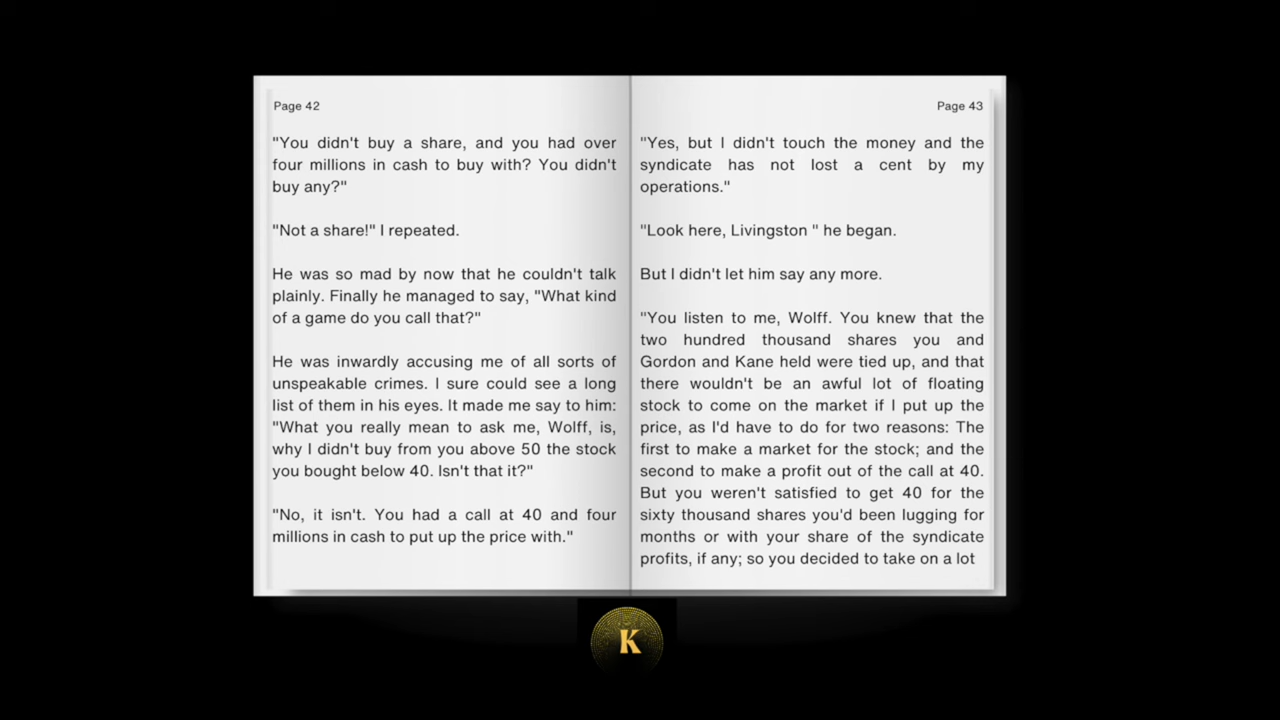 Page 42
"You didn't buy a share, and you had over
four millions in cash to buy with? You didn't
buy any?"
"Not a share!" I repeated.
He was so mad by now that he couldn't talk
plainly. Finally he managed to say, "What kind
of a game do you call that?"
He was inwardly accusing me of all sorts of
unspeakable crimes. I sure could see a long
list of them in his eyes. It made me say to him:
"What you really mean to ask me, Wolff, is,
why I didn't buy from you above 50 the stock
you bought below 40. Isn't that it?"
"No, it isn't. You had a call at 40 and four
millions in cash to put up the price with."
Page 43
"Yes, but I didn't touch the money and the
syndicate has not lost a cent by my
operations."
"Look here, Livingston " he began.
But I didn't let him say any more.
"You listen to me, Wolff. You knew that the
two hundred thousand shares you and
Gordon and Kane held were tied up, and that
there wouldn't be an awful lot of floating
stock to come on the market if I put up the
price, as I'd have to do for two reasons: The
first to make a market for the stock; and the
second to make a profit out of the call at 40.
But you weren't satisfied to get 40 for the
sixty thousand shares you'd been lugging for
months or with your share of the syndicate
profits, if any; so you decided to take on a lot
K